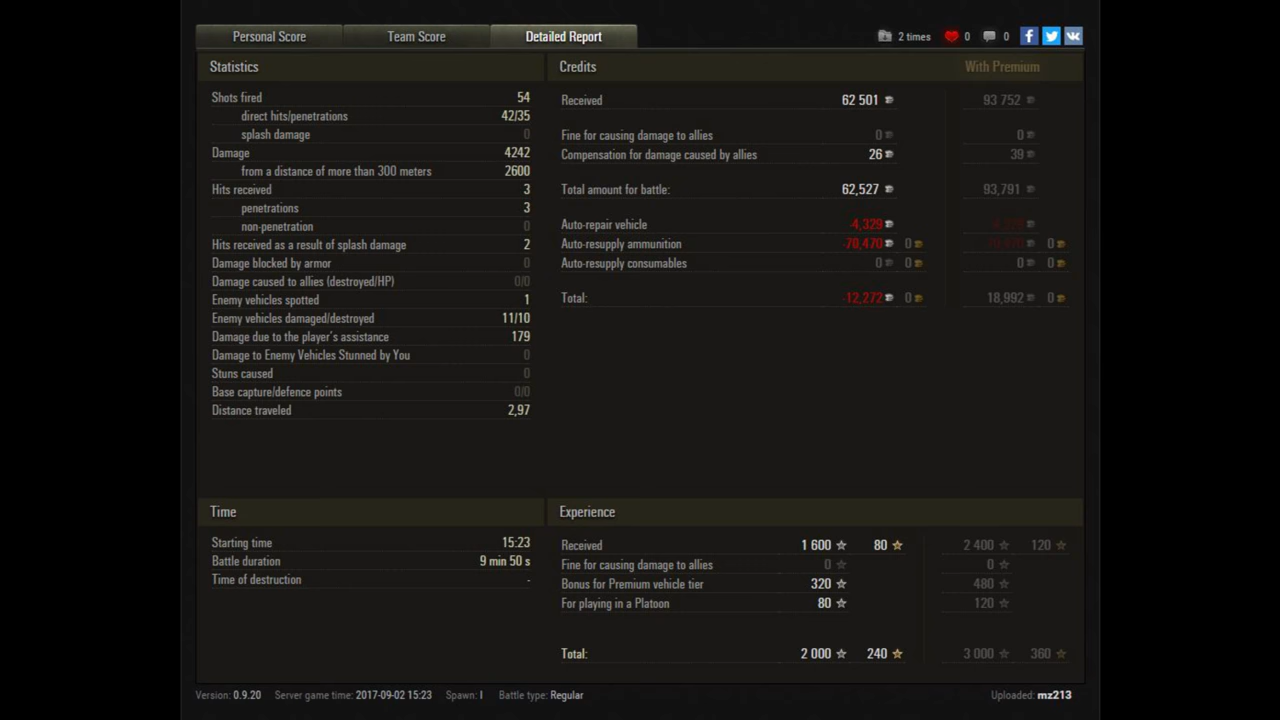 Personal Score Team Score Detailed Report 2 times 0 0
Statistics
Shots fired 54
direct hits/penetrations 42/35
splash damage 0
Damage 4242
from a distance of more than 300 meters 2600
Hits received 3
penetrations 3
non-penetration 0
Hits received as a result of splash damage 2
Damage blocked by armor 0
Damage caused to allies (destroyed/HP) 0/0
Enemy vehicles spotted 1
Enemy vehicles damaged/destroyed 11/10
Damage due to the player's assistance 179
Damage to Enemy Vehicles Stunned by You 0
Stuns caused 0
Base capture/defence points 0/0
Distance traveled 2,97
Credits With Premium
Received 62 501 93 752
Fine for causing damage to allies 0 0
Compensation for damage caused by allies 26 39
Total amount for battle: 62,527 93,791
Auto-repair vehicle -4,329 -4,329
Auto-resupply ammunition -70,470 0 -70,470 0
Auto-resupply consumables 0 0 0 0
Total: -12,272 0 18,992 0
Time
Starting time 15:23
Battle duration 9 min 50 s
Time of destruction -
Experience
Received 1 600 80 2 400 120
Fine for causing damage to allies 0 0
Bonus for Premium vehicle tier 320 480
For playing in a Platoon 80 120
Total: 2 000 240 3 000 360
Version: 0.9.20 Server game time: 2017-09-02 15:23 Spawn: I Battle type: Regular Uploaded: mz213